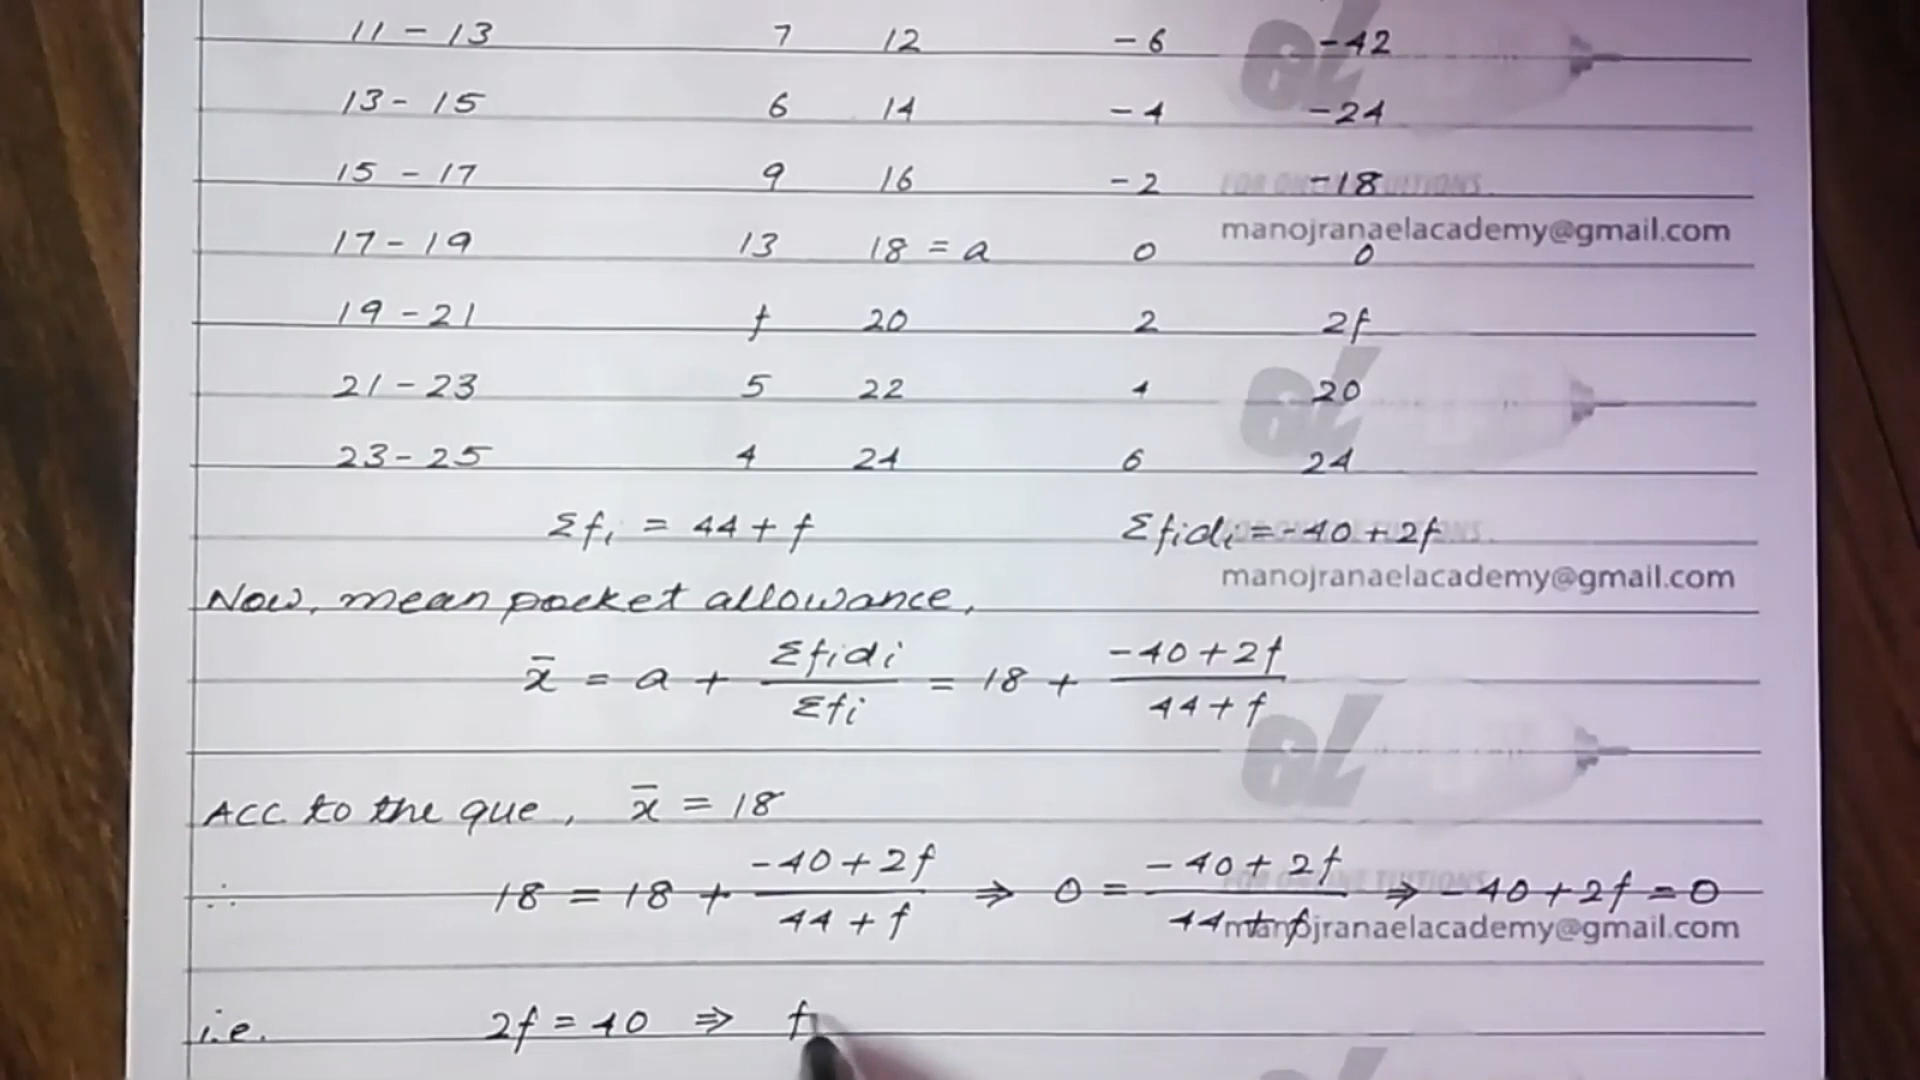 11 - 13 7 12 -6 -42
13 - 15 6 14 -4 -24
15 - 17 9 16 -2 -18
FOR ONLINE TUITIONS
manojranaelacademy@gmail.com
17 - 19 13 18 = a 0 0
19 - 21 f 20 2 2f
21 - 23 5 22 4 20
23 - 25 4 24 6 24
Σfi = 44 + f Σfidi = -40 + 2f
manojranaelacademy@gmail.com
Now, mean pocket allowance,
x̄ = a + Σfidi / Σfi = 18 + (-40 + 2f) / (44 + f)
ACC to the que, x̄ = 18
∴ 18 = 18 + (-40 + 2f) / (44 + f) ⇒ 0 = (-40 + 2f) / (44 + f) ⇒ -40 + 2f = 0
manojranaelacademy@gmail.com
i.e. 2f = 40 ⇒ f